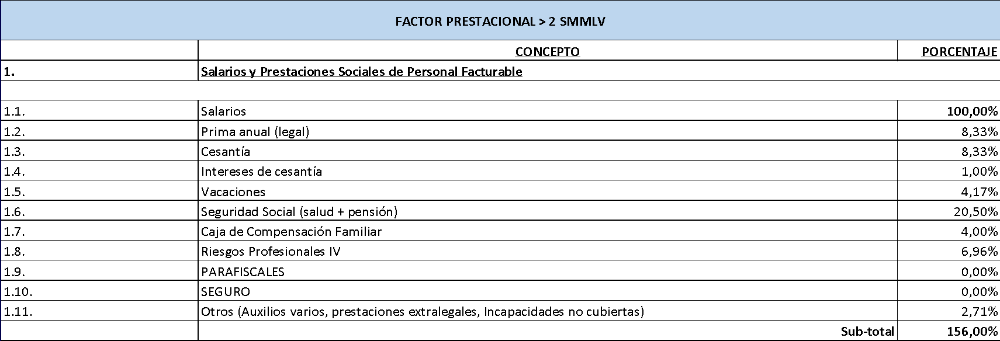 FACTOR PRESTACIONAL > 2 SMMLV
CONCEPTO PORCENTAJE
1. Salarios y Prestaciones Sociales de Personal Facturable
1.1. Salarios 100,00%
1.2. Prima anual (legal) 8,33%
1.3. Cesantía 8,33%
1.4. Intereses de cesantía 1,00%
1.5. Vacaciones 4,17%
1.6. Seguridad Social (salud + pensión) 20,50%
1.7. Caja de Compensación Familiar 4,00%
1.8. Riesgos Profesionales IV 6,96%
1.9. PARAFISCALES 0,00%
1.10. SEGURO 0,00%
1.11. Otros (Auxilios varios, prestaciones extralegales, Incapacidades no cubiertas) 2,71%
Sub-total 156,00%